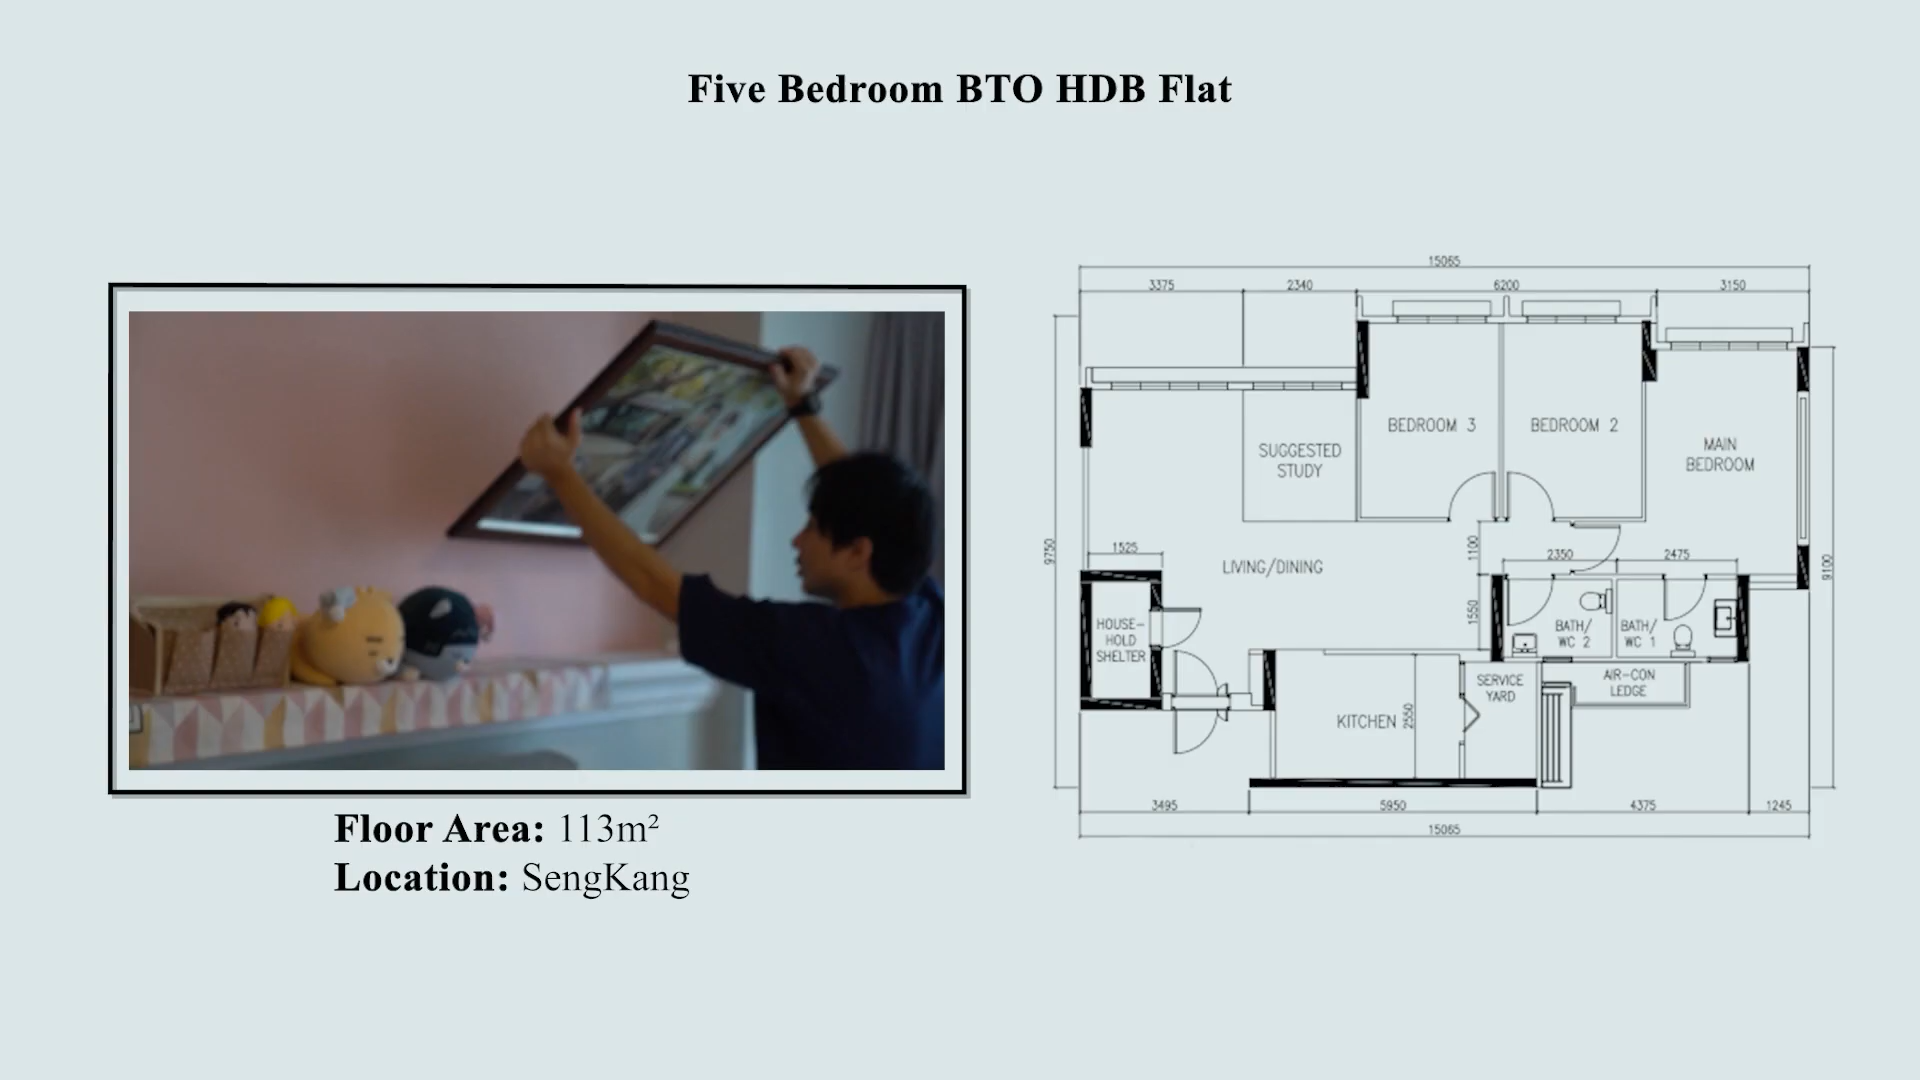 Five Bedroom BTO HDB Flat
Floor Area: 113m²
Location: SengKang
15065
3375
2340
6200
3150
BEDROOM 3
BEDROOM 2
MAIN
BEDROOM
SUGGESTED
STUDY
9750
1525
LIVING/DINING
1100
2350
2475
9100
1550
HOUSE-
HOLD
SHELTER
BATH/
WC 2
BATH/
WC 1
SERVICE
YARD
AIR-CON
LEDGE
KITCHEN
2550
3495
5950
4375
1245
15065